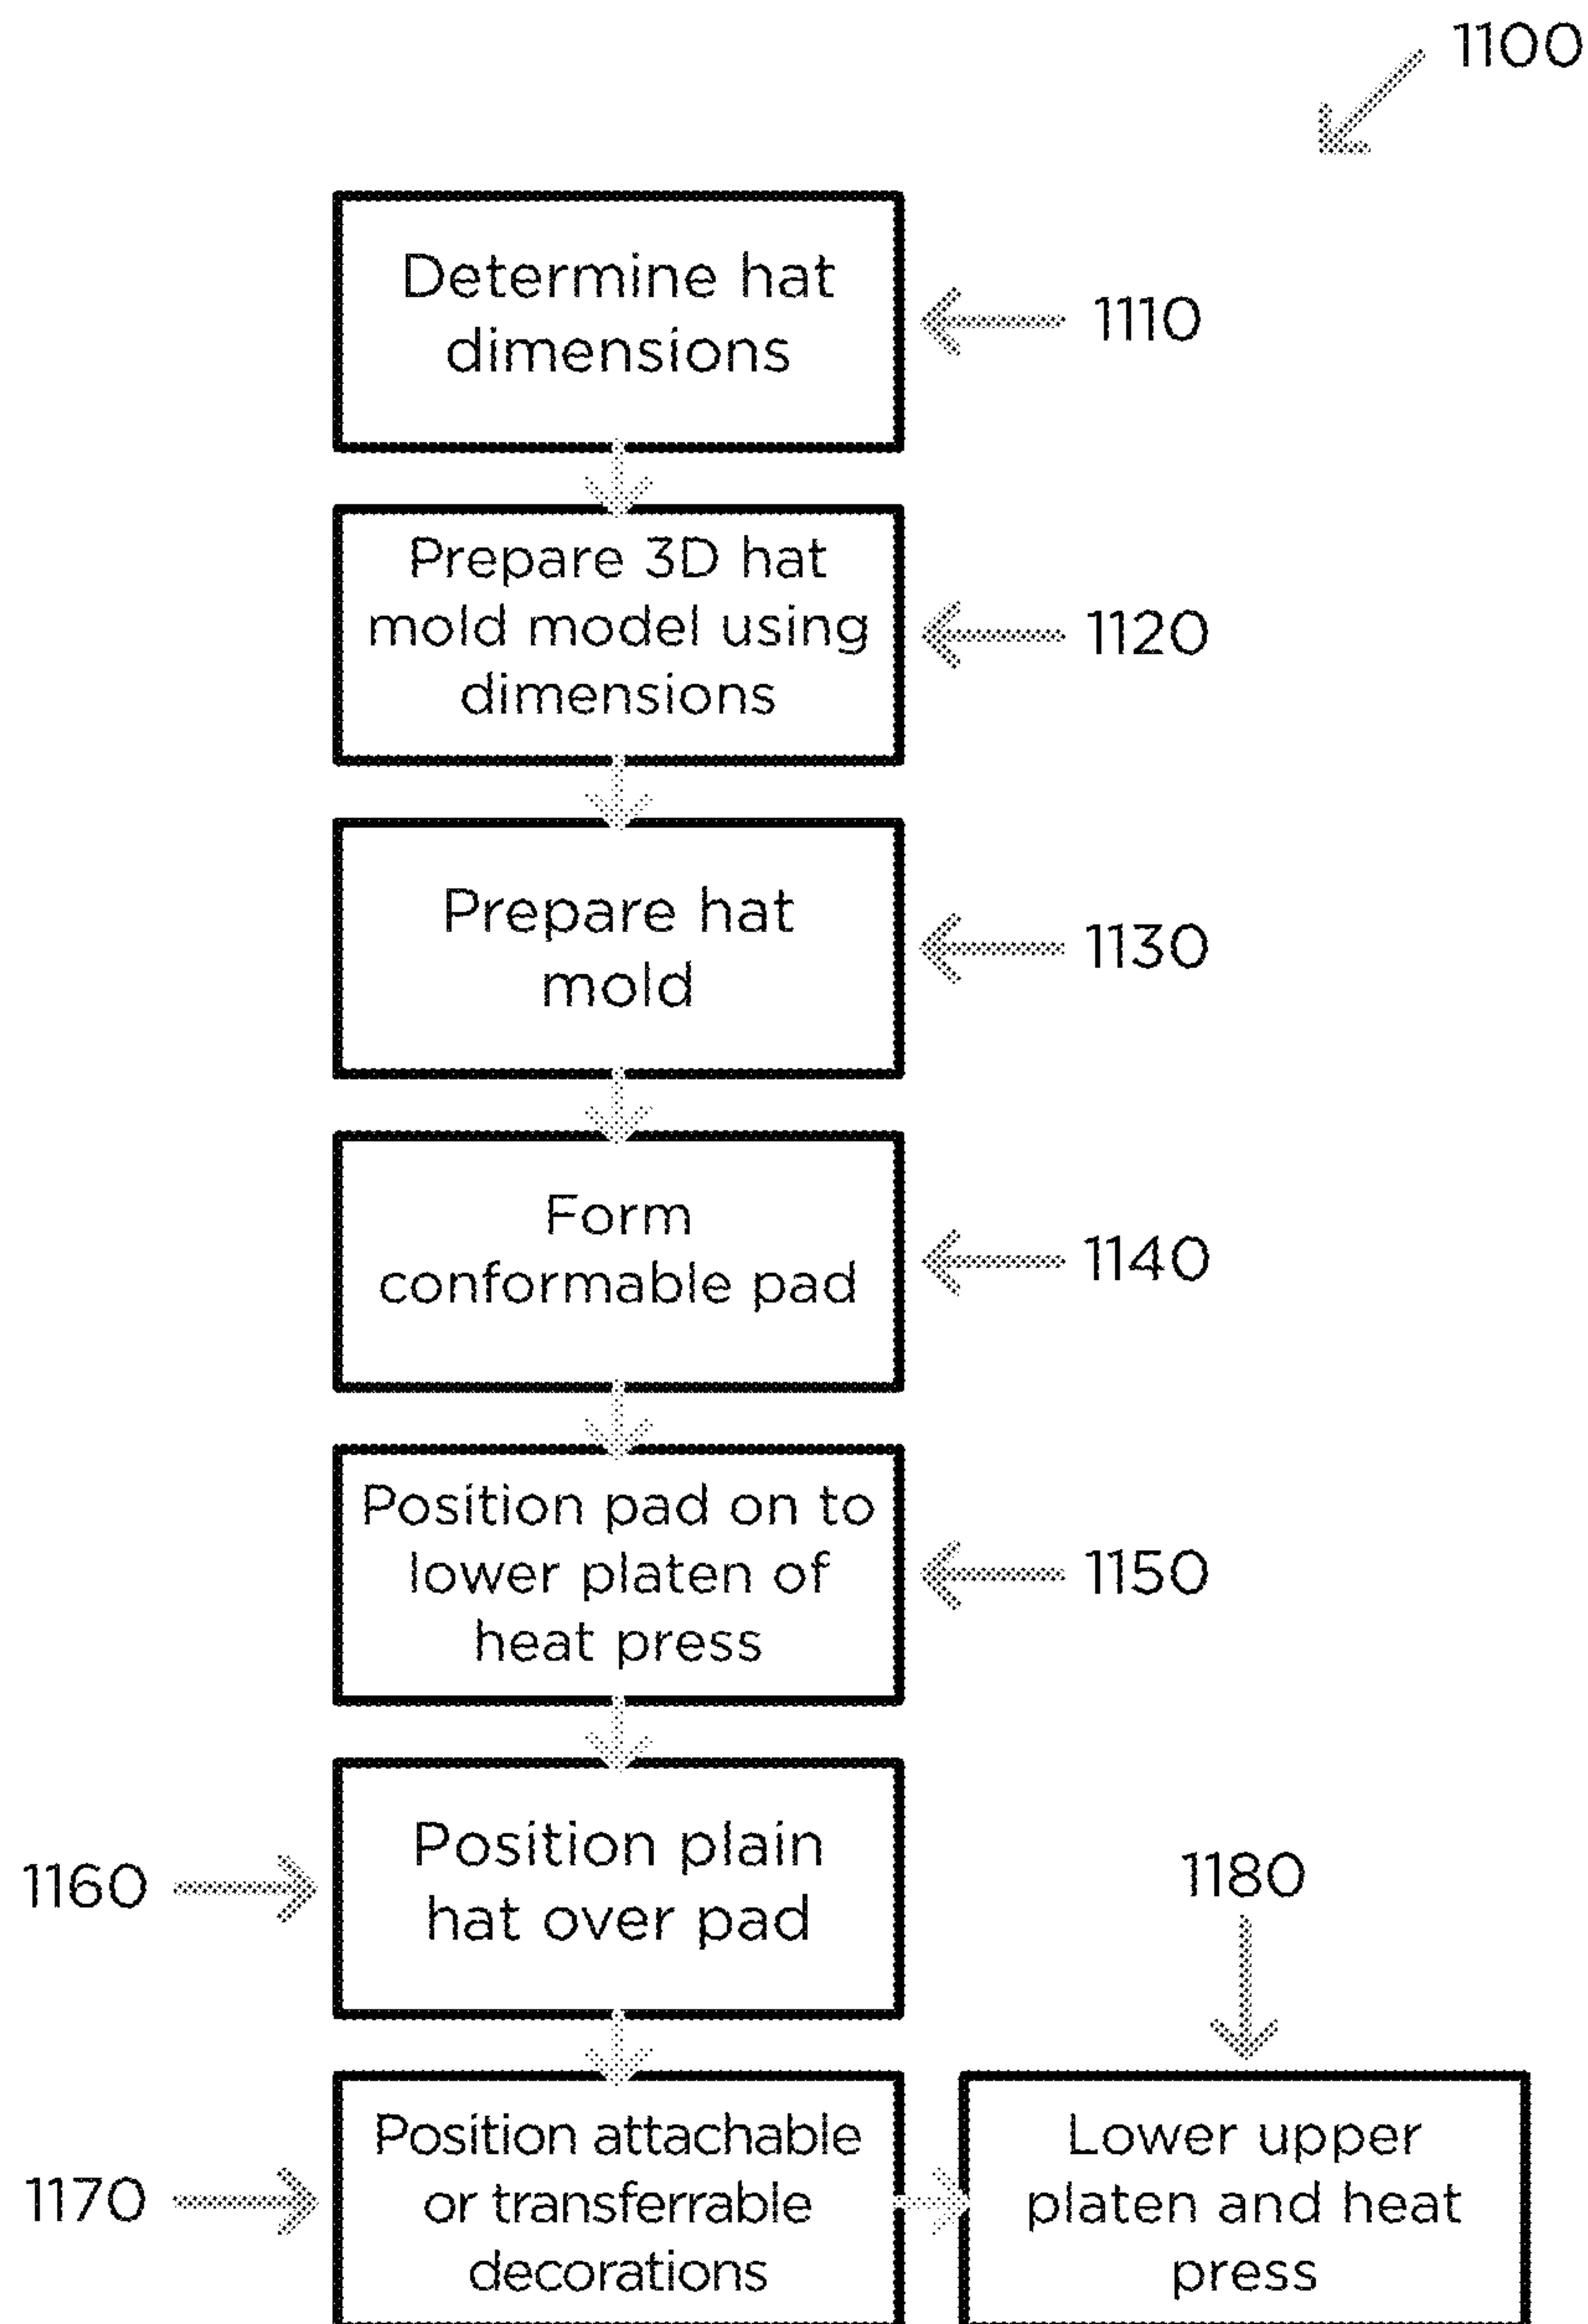 1100
Determine hat
dimensions
1110
Prepare 3D hat
mold model using
dimensions
1120
Prepare hat
mold
1130
Form
conformable pad
1140
Position pad on to
lower platen of
heat press
1150
Position plain
hat over pad
1160
1180
Position attachable
or transferrable
decorations
1170
Lower upper
platen and heat
press